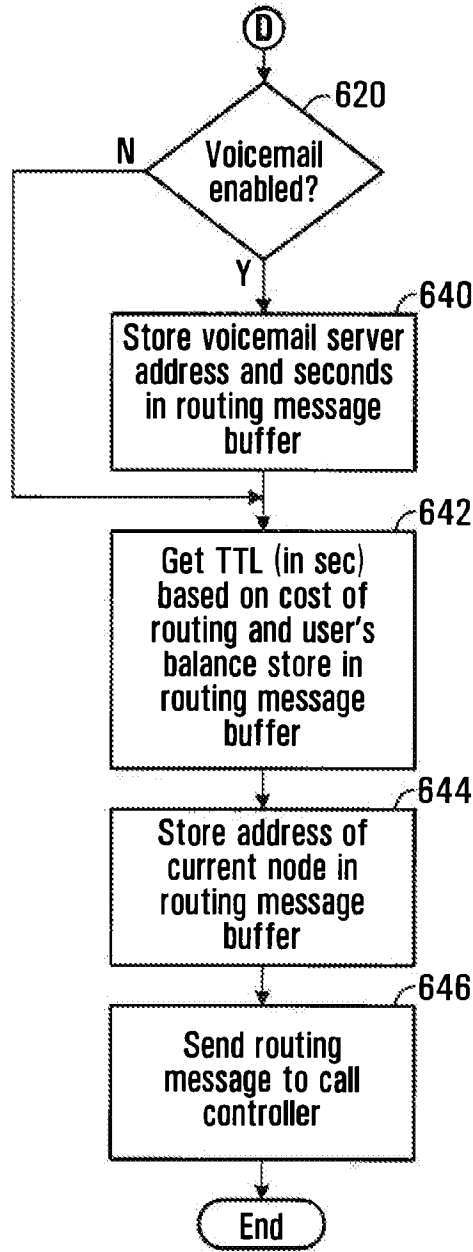 D
620
N
Voicemail
enabled?
Y
640
Store voicemail server
address and seconds
in routing message
buffer
642
Get TTL (in sec)
based on cost of
routing and user's
balance store in
routing message
buffer
644
Store address of
current node in
routing message
buffer
646
Send routing
message to call
controller
End